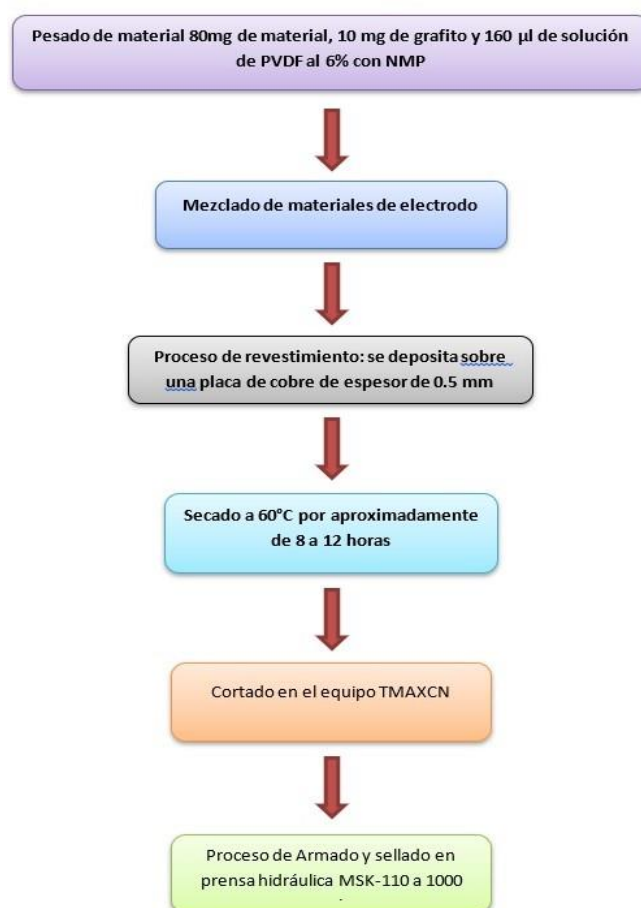 Pesado de material 80mg de material, 10 mg de grafito y 160 µl de solución
de PVDF al 6% con NMP
Mezclado de materiales de electrodo
Proceso de revestimiento: se deposita sobre
una placa de cobre de espesor de 0.5 mm
Secado a 60°C por aproximadamente
de 8 a 12 horas
Cortado en el equipo TMAXCN
Proceso de Armado y sellado en
prensa hidráulica MSK-110 a 1000